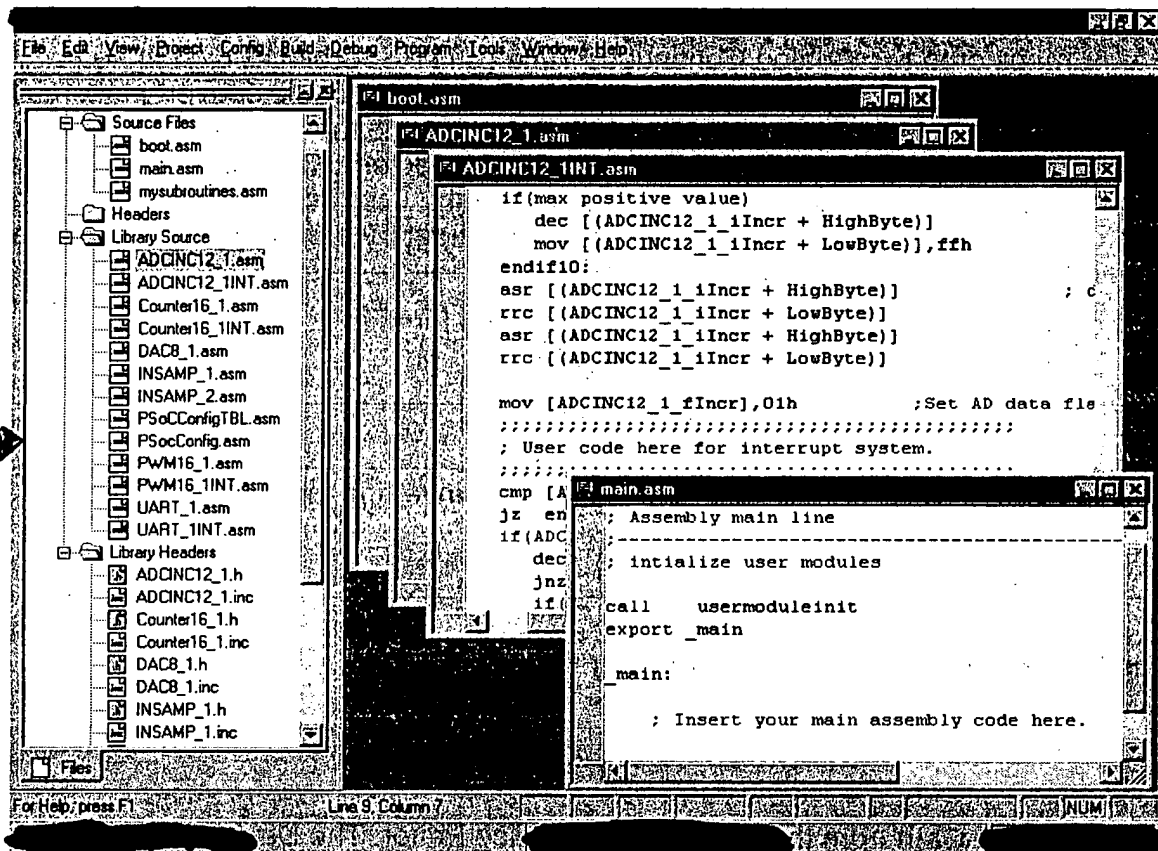 File Edit View Project Config Build Debug Program Tools Window Help
Source Files
boot.asm
main.asm
mysubroutines.asm
Headers
Library Source
ADCINC12_1.asm
ADCINC12_1INT.asm
Counter16_1.asm
Counter16_1INT.asm
DAC8_1.asm
INSAMP_1.asm
INSAMP_2.asm
PSoCConfigTBL.asm
PSocConfig.asm
PWM16_1.asm
PWM16_1INT.asm
UART_1.asm
UART_1INT.asm
Library Headers
ADCINC12_1.h
ADCINC12_1.inc
Counter16_1.h
Counter16_1.inc
DAC8_1.h
DAC8_1.inc
INSAMP_1.h
INSAMP_1.inc
Files
boot.asm
ADCINC12_1.asm
ADCINC12_1INT.asm
if(max positive value)
dec [(ADCINC12_1_iIncr + HighByte)]
mov [(ADCINC12_1_iIncr + LowByte)],ffh
endif10:
asr [(ADCINC12_1_iIncr + HighByte)] ; c
rrc [(ADCINC12_1_iIncr + LowByte)]
asr [(ADCINC12_1_iIncr + HighByte)]
rrc [(ADCINC12_1_iIncr + LowByte)]
mov [ADCINC12_1_fIncr],01h ;Set AD data fla
;;;;;;;;;;;;;;;;;;;;;;;;;;;;;;;;;;;;;;;;;;;;
; User code here for interrupt system.
;;;;;;;;;;;;;;;;;;;;;;;;;;;;;;;;;;;;;;;;;;;;
cmp [A
jz en
if(ADC
dec
jnz
if(
main.asm
; Assembly main line
;--------------------------------------------
; intialize user modules
call usermoduleinit
export _main
_main:
; Insert your main assembly code here.
For Help, press F1 Line 9, Column 7 NUM